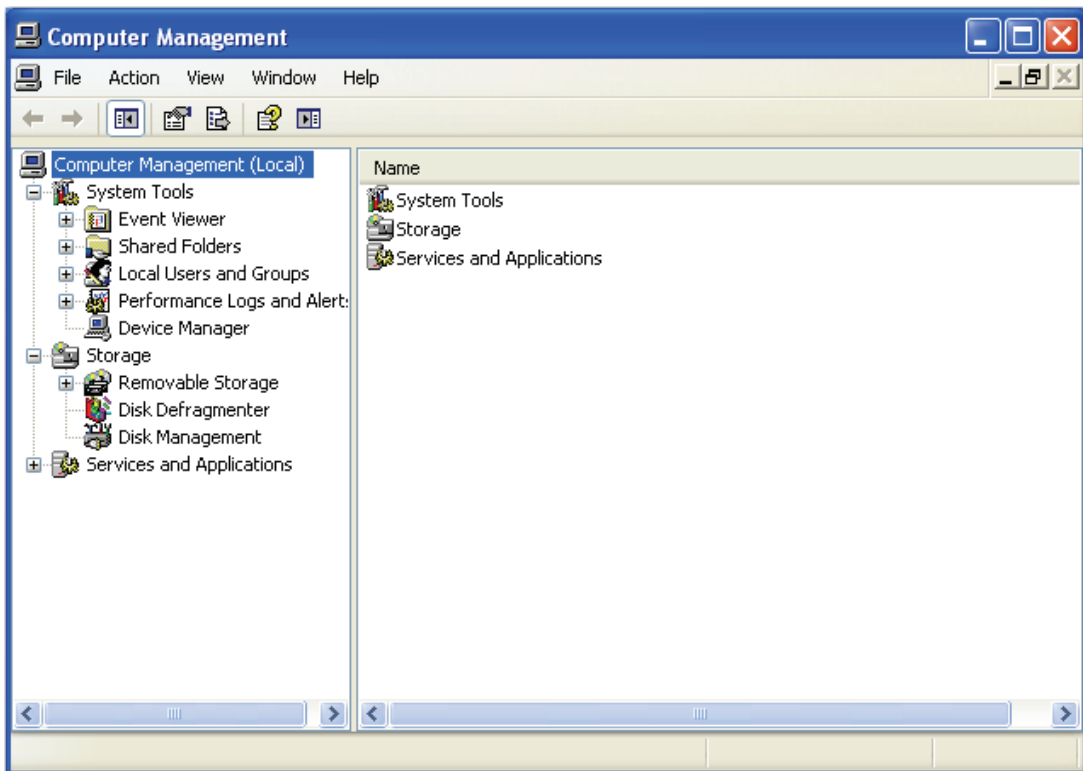 Computer Management
File Action View Window Help
Computer Management (Local)
System Tools
Event Viewer
Shared Folders
Local Users and Groups
Performance Logs and Alert
Device Manager
Storage
Removable Storage
Disk Defragmenter
Disk Management
Services and Applications
Name
System Tools
Storage
Services and Applications